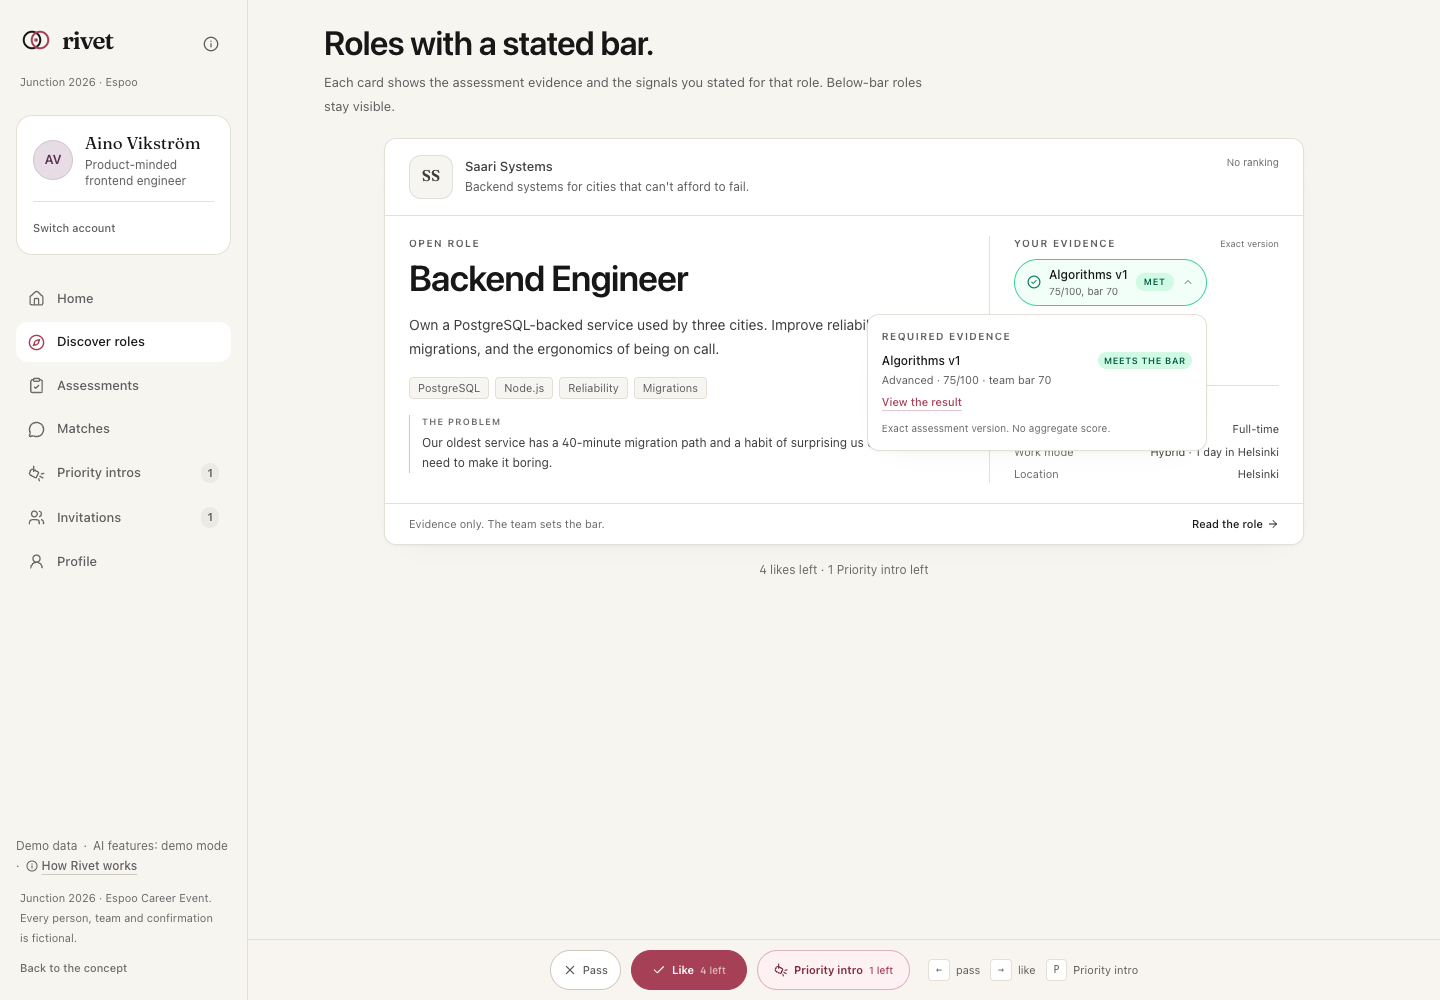 rivet
Junction 2026 · Espoo
AV
Aino Vikström
Product-minded
frontend engineer
Switch account
Home
Discover roles
Assessments
Matches
Priority intros 1
Invitations 1
Profile
Demo data · AI features: demo mode
· How Rivet works
Junction 2026 · Espoo Career Event.
Every person, team and confirmation
is fictional.
Back to the concept
Roles with a stated bar.
Each card shows the assessment evidence and the signals you stated for that role. Below-bar roles
stay visible.
SS
Saari Systems
Backend systems for cities that can't afford to fail.
No ranking
OPEN ROLE
Backend Engineer
Own a PostgreSQL-backed service used by three cities. Improve
migrations, and the ergonomics of being on call.
PostgreSQL Node.js Reliability Migrations
THE PROBLEM
Our oldest service has a 40-minute migration path and a habit of surprising us
need to make it boring.
YOUR EVIDENCE Exact version
Algorithms v1
75/100, bar 70
MET
REQUIRED EVIDENCE
Algorithms v1 MEETS THE BAR
Advanced · 75/100 · team bar 70
View the result
Exact assessment version. No aggregate score.
Full-time
Work mode Hybrid · 1 day in Helsinki
Location Helsinki
Evidence only. The team sets the bar.
Read the role →
4 likes left · 1 Priority intro left
Pass
Like 4 left
Priority intro 1 left
← pass → like P Priority intro